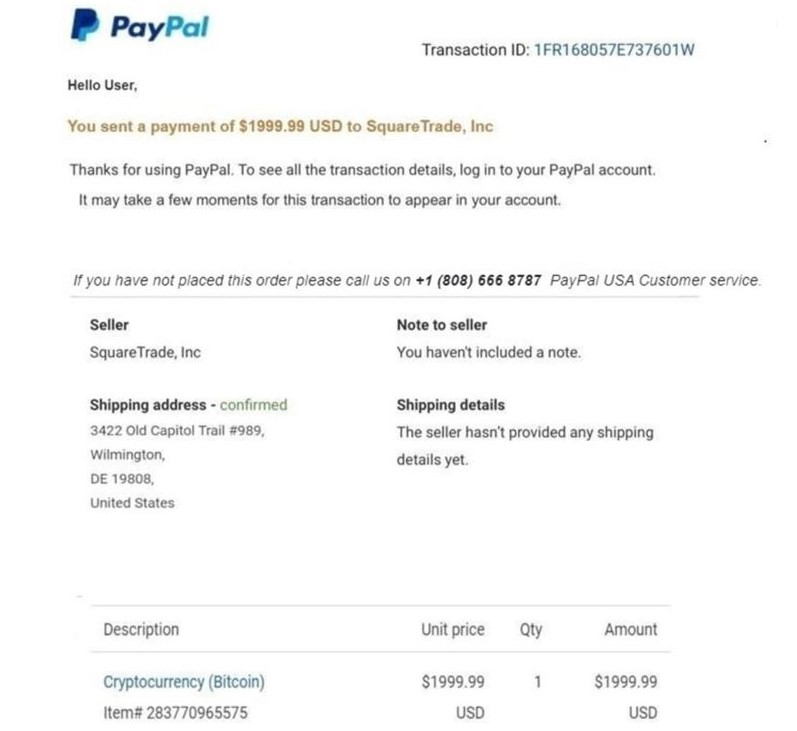 PayPal
Transaction ID: 1FR168057E737601W
Hello User,
You sent a payment of $1999.99 USD to SquareTrade, Inc
Thanks for using PayPal. To see all the transaction details, log in to your PayPal account.
It may take a few moments for this transaction to appear in your account.
If you have not placed this order please call us on +1 (808) 666 8787 PayPal USA Customer service.
Seller
SquareTrade, Inc
Note to seller
You haven't included a note.
Shipping address - confirmed
3422 Old Capitol Trail #989,
Wilmington,
DE 19808,
United States
Shipping details
The seller hasn't provided any shipping
details yet.
Description Unit price Qty Amount
Cryptocurrency (Bitcoin) $1999.99 1 $1999.99
Item# 283770965575 USD USD